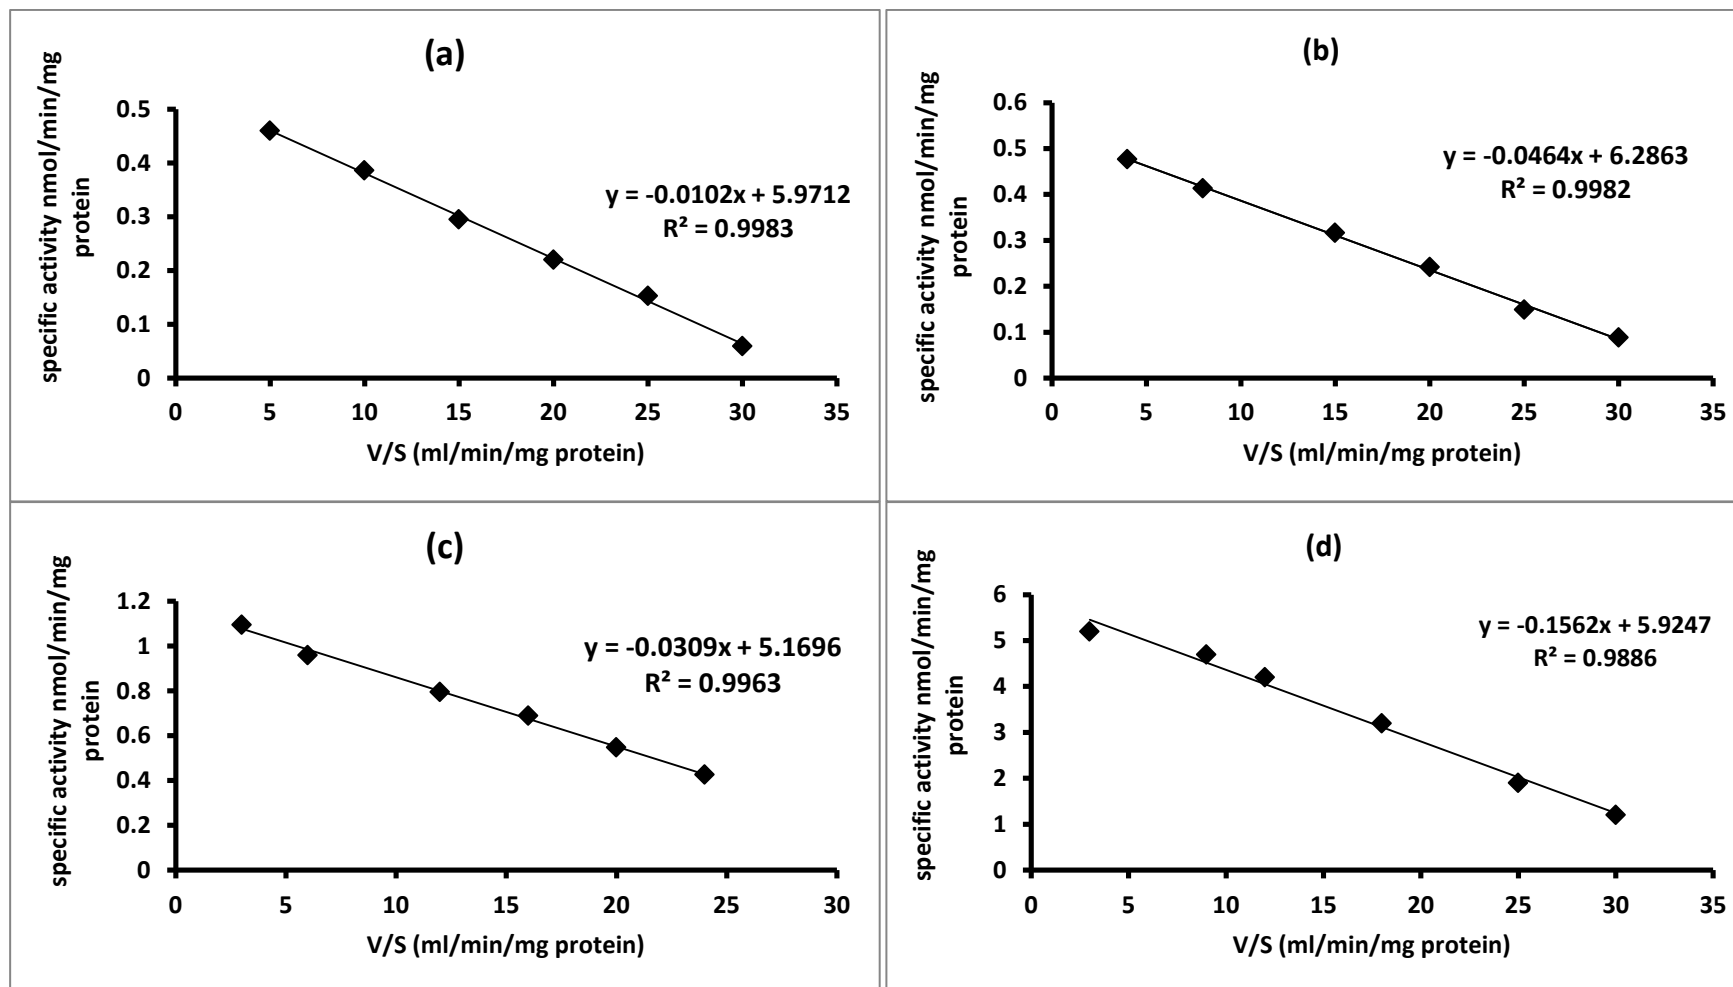 (a)
specific activity nmol/min/mg
protein
0.5
0.4
0.3
0.2
0.1
0
y = -0.0102x + 5.9712
R² = 0.9983
0 5 10 15 20 25 30 35
V/S (ml/min/mg protein)
(b)
specific activity nmol/min/mg
protein
0.6
0.5
0.4
0.3
0.2
0.1
0
y = -0.0464x + 6.2863
R² = 0.9982
0 5 10 15 20 25 30 35
V/S (ml/min/mg protein)
(c)
specific activity nmol/min/mg
protein
1.2
1
0.8
0.6
0.4
0.2
0
y = -0.0309x + 5.1696
R² = 0.9963
0 5 10 15 20 25 30
V/S (ml/min/mg protein)
(d)
specific activity nmol/min/mg
protein
6
5
4
3
2
1
0
y = -0.1562x + 5.9247
R² = 0.9886
0 5 10 15 20 25 30 35
V/S (ml/min/mg protein)